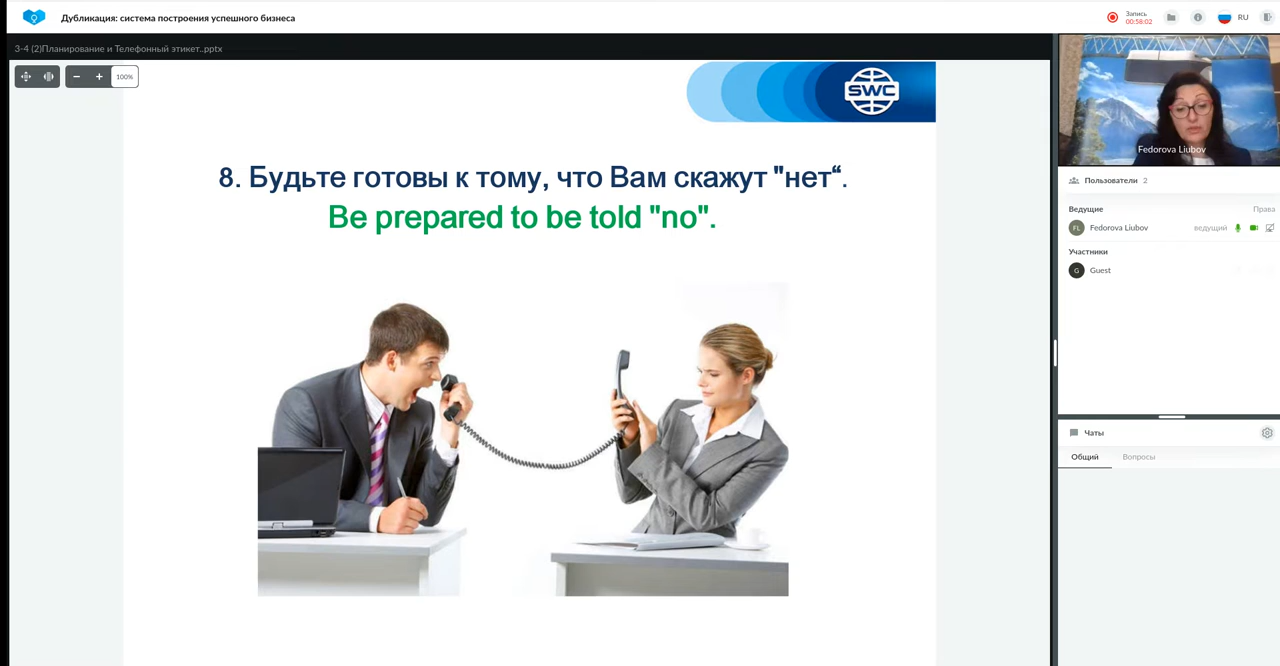 Дубликация: система построения успешного бизнеса
Запись
00:58:02
RU
3-4 (2)Планирование и Телефонный этикет..pptx
100%
SWC
8. Будьте готовы к тому, что Вам скажут "нет“.
Be prepared to be told "no".
Fedorova Liubov
Пользователи 2
Ведущие Права
FL Fedorova Liubov ведущий
Участники
G Guest
Чаты
Общий Вопросы